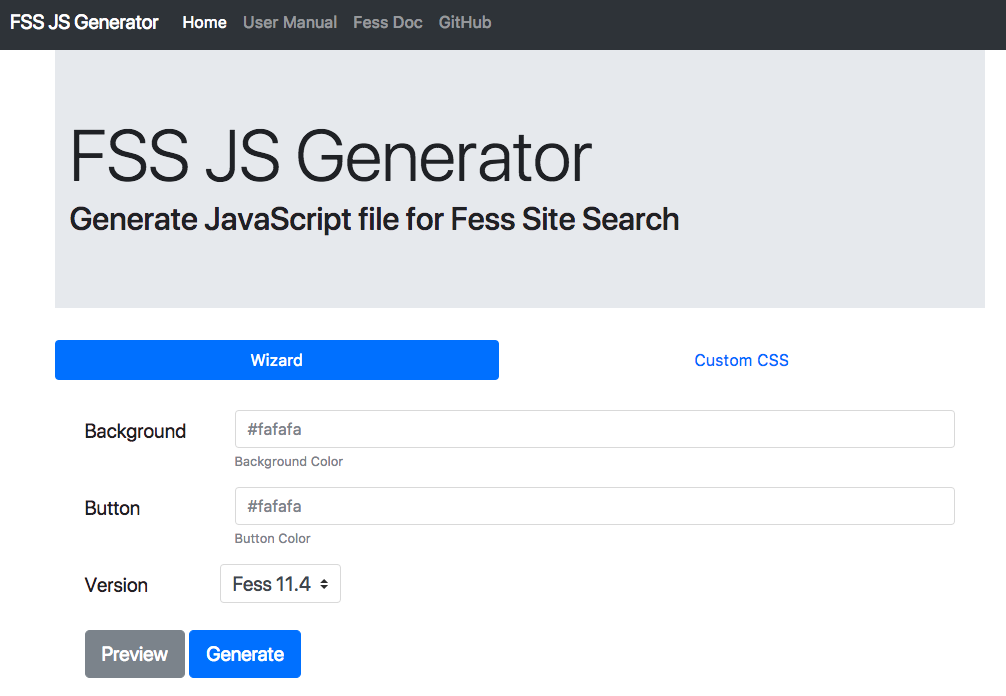 FSS JS Generator Home User Manual Fess Doc GitHub
FSS JS Generator
Generate JavaScript file for Fess Site Search
Wizard Custom CSS
Background #fafafa
Background Color
Button #fafafa
Button Color
Version Fess 11.4
Preview Generate